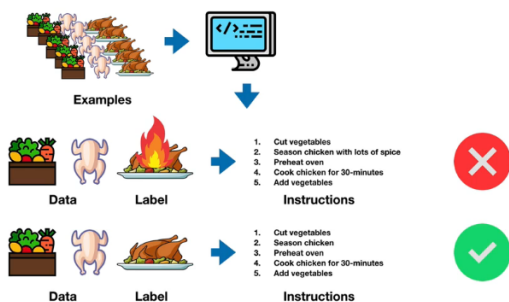 </>
Examples
1. Cut vegetables
2. Season chicken with lots of spice
3. Preheat oven
4. Cook chicken for 30-minutes
5. Add vegetables
Data Label Instructions
1. Cut vegetables
2. Season chicken
3. Preheat oven
4. Cook chicken for 30-minutes
5. Add vegetables
Data Label Instructions